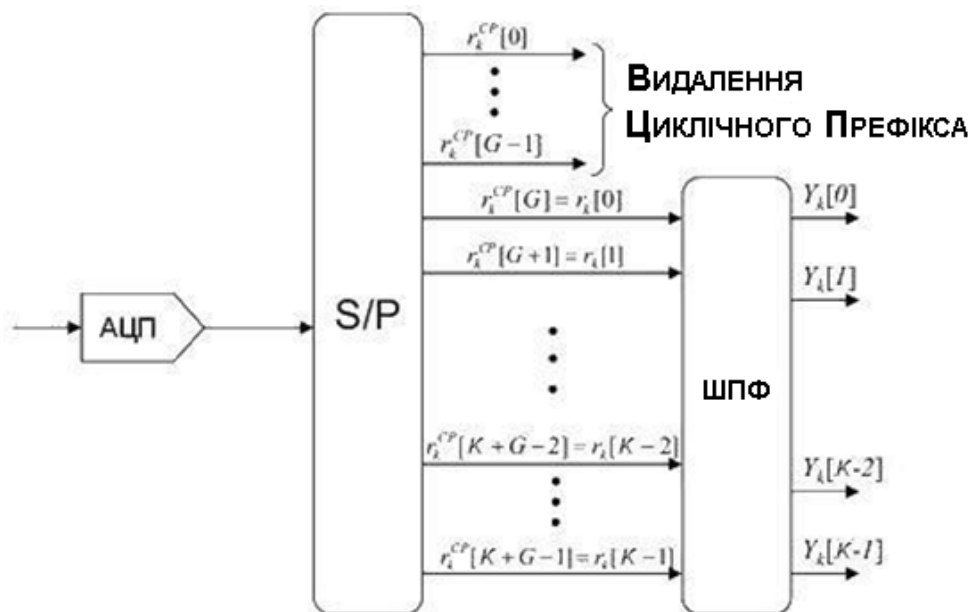 r_k^{CP}[0]
ВИДАЛЕННЯ
ЦИКЛІЧНОГО ПРЕФІКСА
r_k^{CP}[G-1]
r_k^{CP}[G]=r_k[0]
Y_k[0]
r_k^{CP}[G+1]=r_k[1]
Y_k[1]
АЦП
S/P
ШПФ
r_k^{CP}[K+G-2]=r_k[K-2]
Y_k[K-2]
r_k^{CP}[K+G-1]=r_k[K-1]
Y_k[K-1]